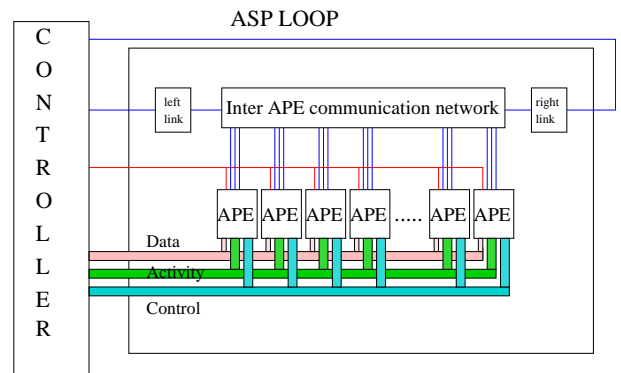 ASP LOOP
C
O
N
T
R
O
L
L
E
R
left
link
Inter APE communication network
right
link
APE APE APE APE ..... APE APE
Data
Activity
Control